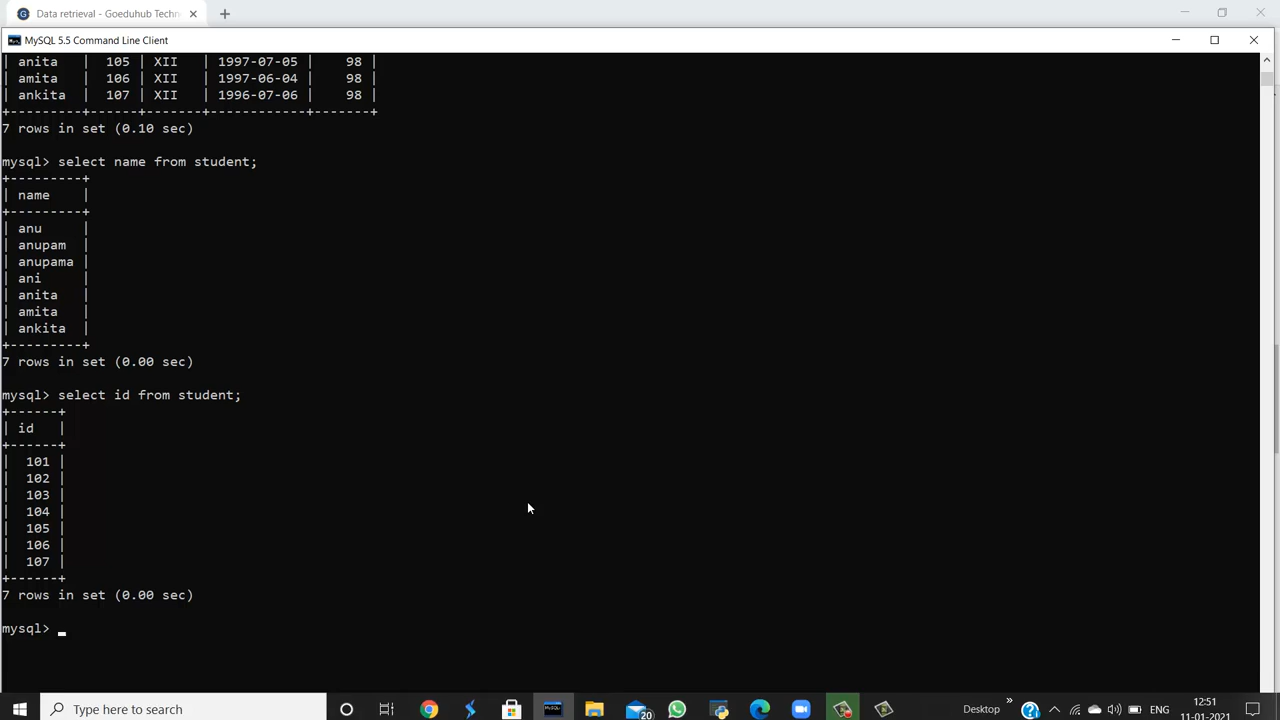 Data retrieval - Goeduhub Techn
MySQL 5.5 Command Line Client
| anita   |  105 | XII   | 1997-07-05 |    98 |
| amita   |  106 | XII   | 1997-06-04 |    98 |
| ankita  |  107 | XII   | 1996-07-06 |    98 |
+---------+------+-------+------------+-------+
7 rows in set (0.10 sec)
mysql> select name from student;
+---------+
| name    |
+---------+
| anu     |
| anupam  |
| anupama |
| ani     |
| anita   |
| amita   |
| ankita  |
+---------+
7 rows in set (0.00 sec)
mysql> select id from student;
+------+
| id   |
+------+
|  101 |
|  102 |
|  103 |
|  104 |
|  105 |
|  106 |
|  107 |
+------+
7 rows in set (0.00 sec)
mysql> _
Type here to search
20
Desktop
ENG
12:51
11-01-2021